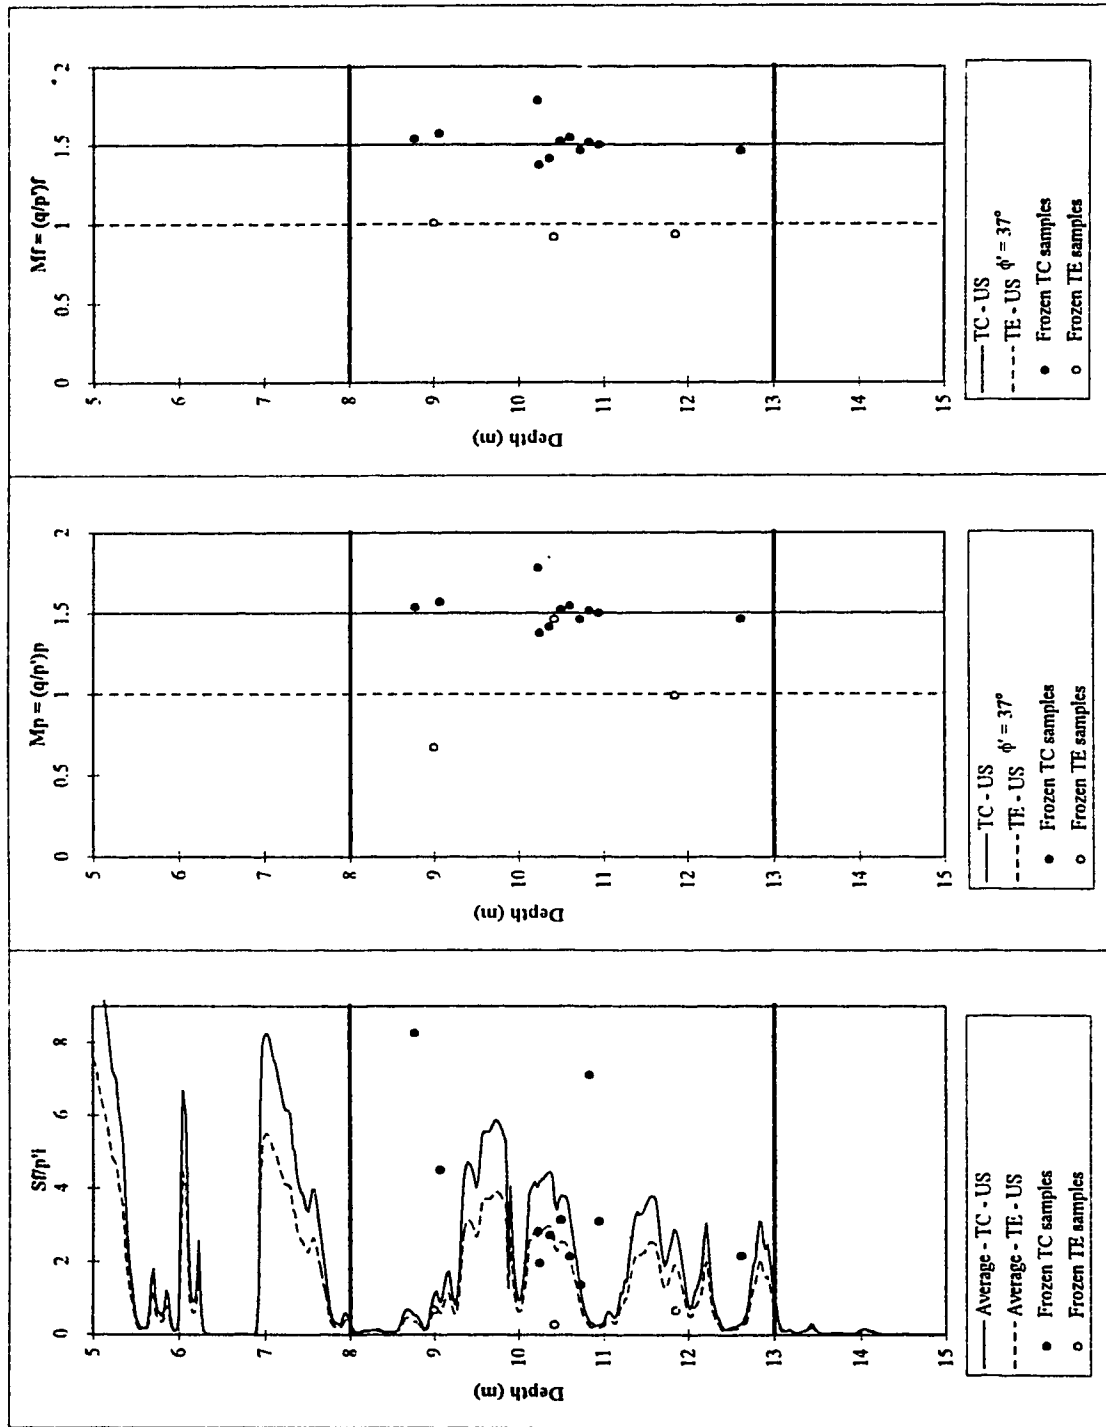 Sf/p'i
0 2 4 6 8
Depth (m)
5
6
7
8
9
10
11
12
13
14
15
Average - TC - US
Average - TE - US
Frozen TC samples
Frozen TE samples
Mp = (q/p')p
0 0.5 1 1.5 2
Depth (m)
5
6
7
8
9
10
11
12
13
14
15
TC - US
TE - US ϕ' = 37°
Frozen TC samples
Frozen TE samples
Mf = (q/p')f
0 0.5 1 1.5 2
Depth (m)
5
6
7
8
9
10
11
12
13
14
15
TC - US
TE - US ϕ' = 37°
Frozen TC samples
Frozen TE samples